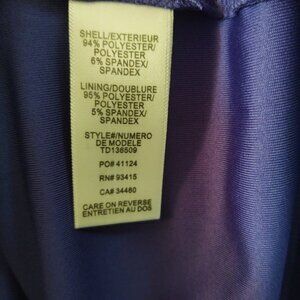 SHELL/EXTERIEUR
94% POLYESTER/
POLYESTER
6% SPANDEX/
SPANDEX
LINING/DOUBLURE
95% POLYESTER/
POLYESTER
5% SPANDEX/
SPANDEX
STYLE#/NUMERO
DE MODELE
TD138509
PO# 41124
RN# 93415
CA# 34480
CARE ON REVERSE
ENTRETIEN AU DOS